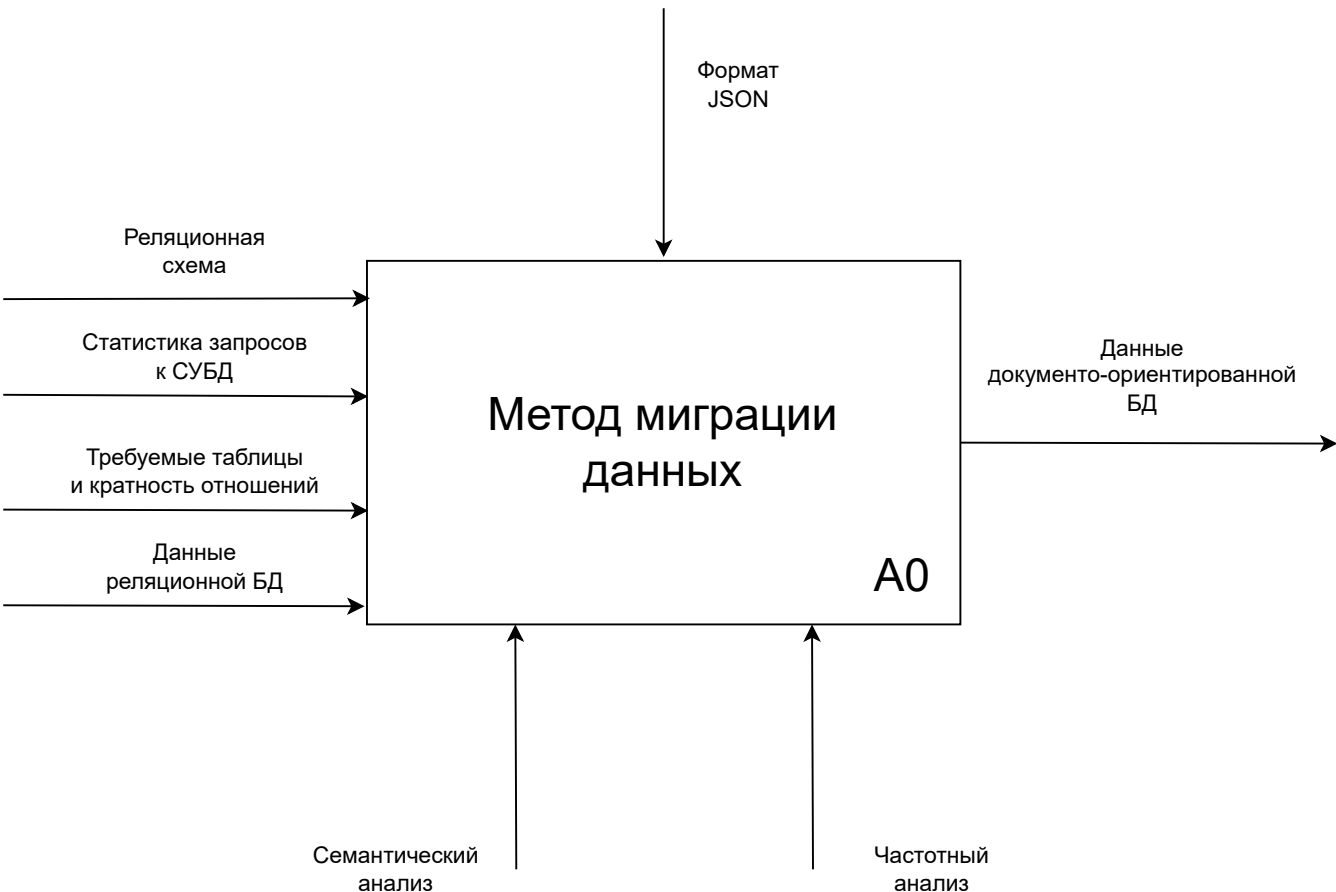 Формат
JSON
Реляционная
схема
Статистика запросов
к СУБД
Требуемые таблицы
и кратность отношений
Данные
реляционной БД
Метод миграции
данных
A0
Данные
документо-ориентированной
БД
Семантический
анализ
Частотный
анализ